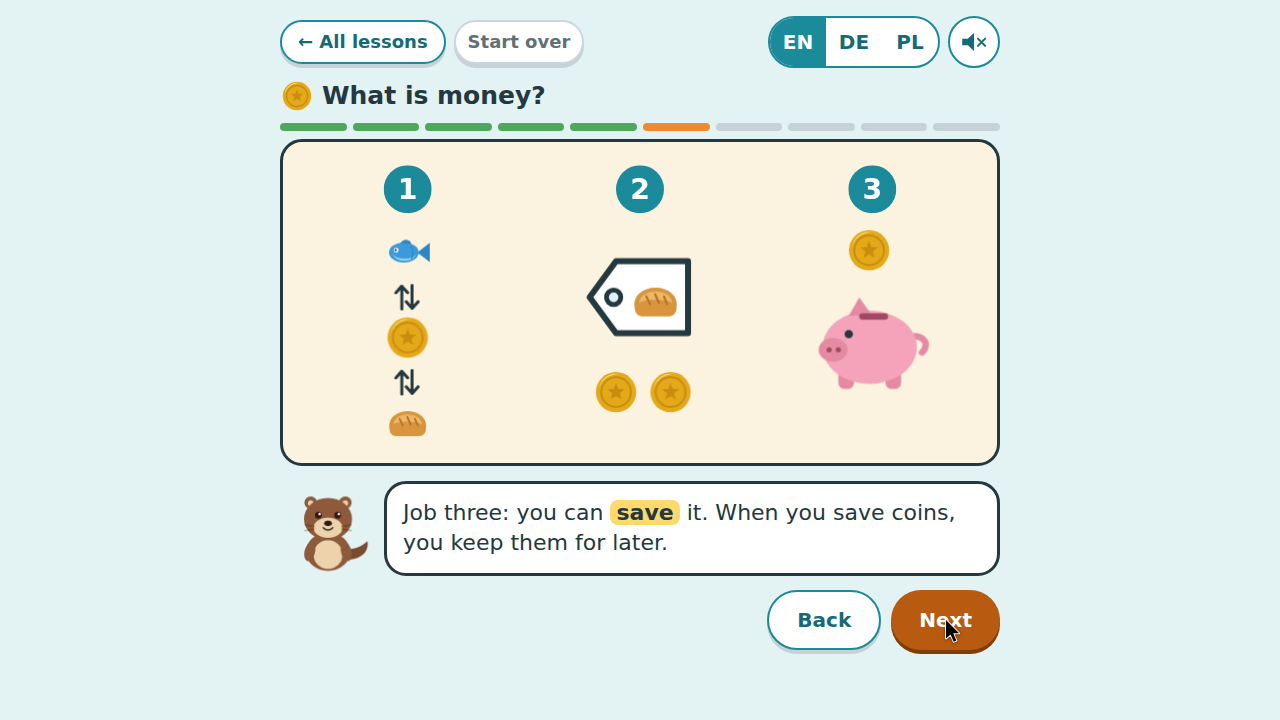 ← All lessons
Start over
EN DE PL
What is money?
1 2 3
Job three: you can save it. When you save coins,
you keep them for later.
Back
Next